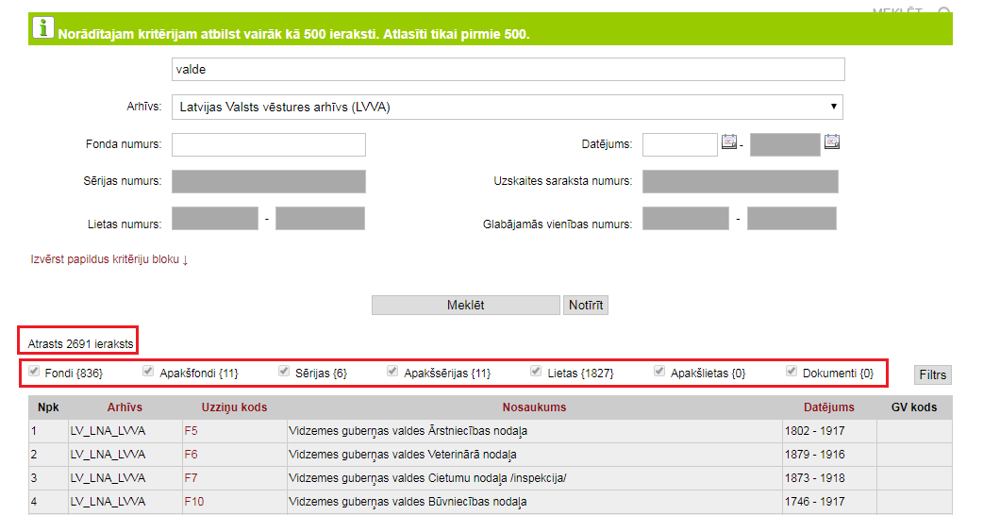 MEKLĒT
Norādītajam kritērijam atbilst vairāk kā 500 ieraksti. Atlasīti tikai pirmie 500.
valde
Arhīvs: Latvijas Valsts vēstures arhīvs (LVVA)
Fonda numurs: Datējums: -
Sērijas numurs: Uzskaites saraksta numurs:
Lietas numurs: - Glabājamās vienības numurs: -
Izvērst papildus kritēriju bloku ↓
Meklēt Notīrīt
Atrasts 2691 ieraksts
Fondi {836} Apakšfondi {11} Sērijas {6} Apakšsērijas {11} Lietas {1827} Apakšlietas {0} Dokumenti {0} Filtrs
Npk Arhīvs Uzziņu kods Nosaukums Datējums GV kods
1 LV_LNA_LVVA F5 Vidzemes guberņas valdes Ārstniecības nodaļa 1802 - 1917
2 LV_LNA_LVVA F6 Vidzemes guberņas valdes Veterinārā nodaļa 1879 - 1916
3 LV_LNA_LVVA F7 Vidzemes guberņas valdes Cietumu nodaļa /inspekcija/ 1873 - 1918
4 LV_LNA_LVVA F10 Vidzemes guberņas valdes Būvniecības nodaļa 1746 - 1917